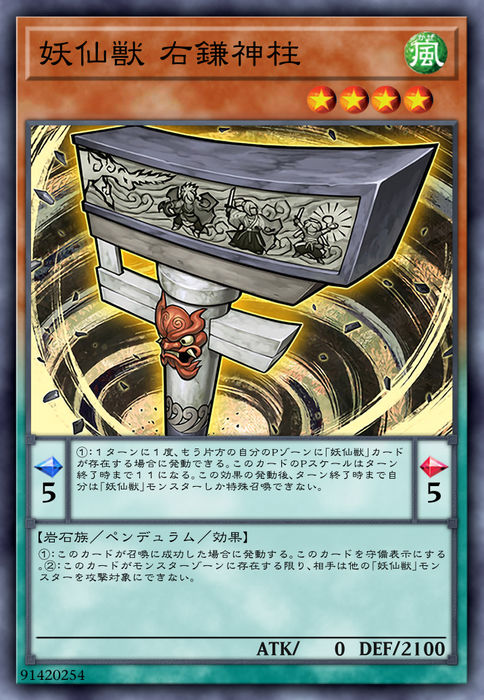 妖仙獣 右鎌神柱
かぜ
風
①:1ターンに1度、もう片方の自分のPゾーンに「妖仙獣」カード
が存在する場合に発動できる。このカードのPスケールはターン
終了時まで11になる。この効果の発動後、ターン終了時まで自
分は「妖仙獣」モンスターしか特殊召喚できない。
5
5
【岩石族/ペンデュラム/効果】
①:このカードが召喚に成功した場合に発動する。このカードを守備表示にする
。②:このカードがモンスターゾーンに存在する限り、相手は他の「妖仙獣」モン
スターを攻撃対象にできない。
ATK/ 0 DEF/2100
91420254